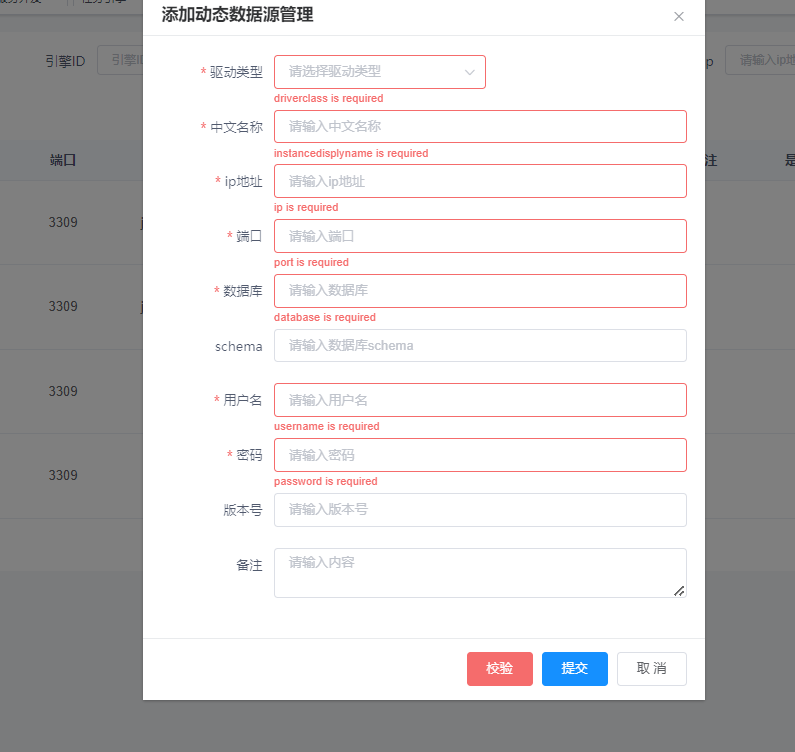 添加动态数据源管理
引擎ID
引擎I
p
请输入ip地
* 驱动类型
请选择驱动类型
driverclass is required
* 中文名称
请输入中文名称
instancedisplyname is required
端口
注
是
* ip地址
请输入ip地址
ip is required
3309
* 端口
请输入端口
port is required
* 数据库
请输入数据库
3309
database is required
schema
请输入数据库schema
3309
* 用户名
请输入用户名
username is required
* 密码
请输入密码
3309
password is required
版本号
请输入版本号
备注
请输入内容
校验
提交
取 消